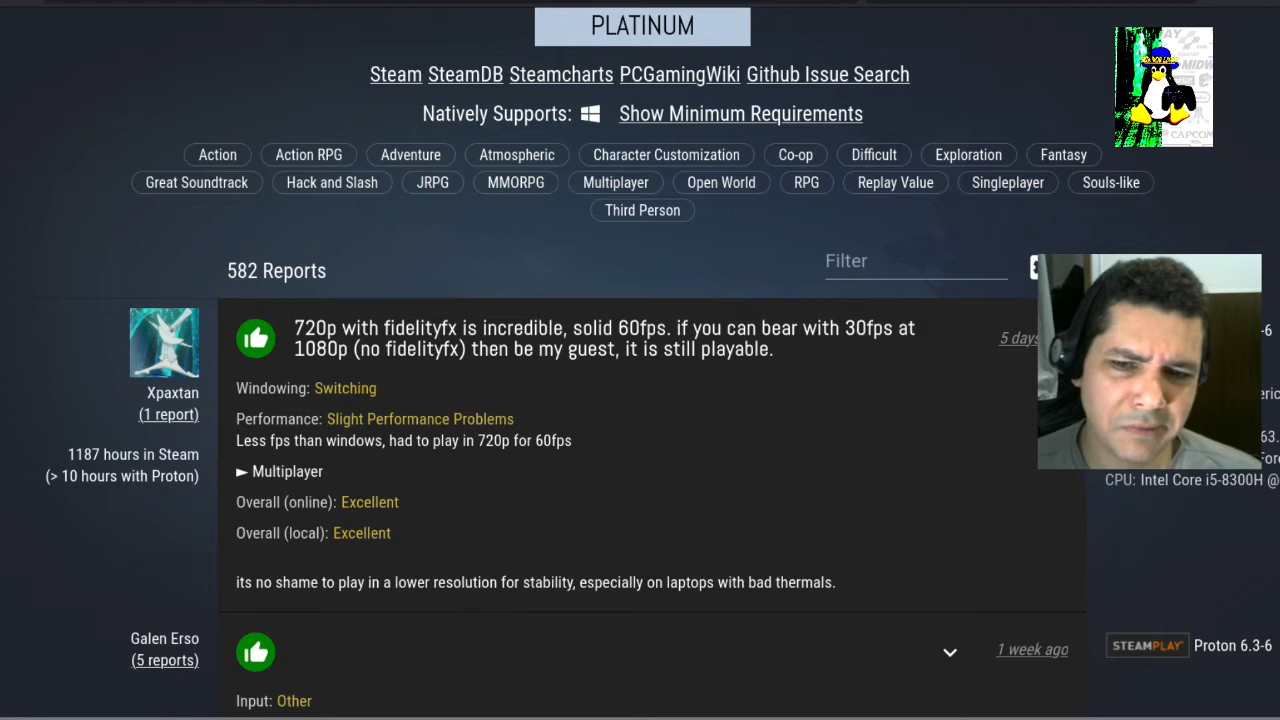 PLATINUM
Steam SteamDB Steamcharts PCGamingWiki Github Issue Search
Natively Supports: Show Minimum Requirements
Action Action RPG Adventure Atmospheric Character Customization Co-op Difficult Exploration Fantasy
Great Soundtrack Hack and Slash JRPG MMORPG Multiplayer Open World RPG Replay Value Singleplayer Souls-like
Third Person
CAPCOM
582 Reports
Filter
720p with fidelityfx is incredible, solid 60fps. if you can bear with 30fps at
1080p (no fidelityfx) then be my guest, it is still playable.
5 days
-6
Xpaxtan
(1 report)
1187 hours in Steam
(> 10 hours with Proton)
Windowing: Switching
Performance: Slight Performance Problems
Less fps than windows, had to play in 720p for 60fps
► Multiplayer
Overall (online): Excellent
Overall (local): Excellent
its no shame to play in a lower resolution for stability, especially on laptops with bad thermals.
63.
CPU: Intel Core i5-8300H @
Galen Erso
(5 reports)
1 week ago
STEAMPLAY Proton 6.3-6
Input: Other